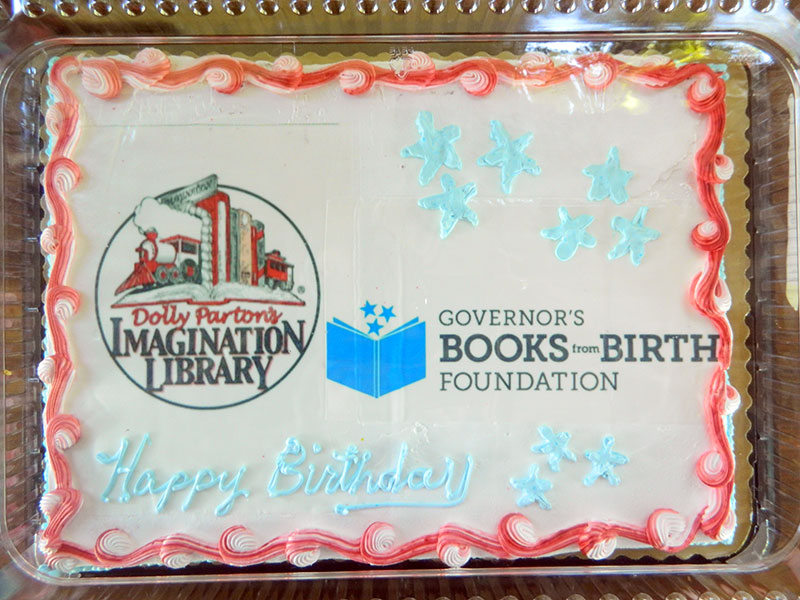 Dolly Parton's
IMAGINATION
LIBRARY
GOVERNOR'S
BOOKS from BIRTH
FOUNDATION
Happy Birthday